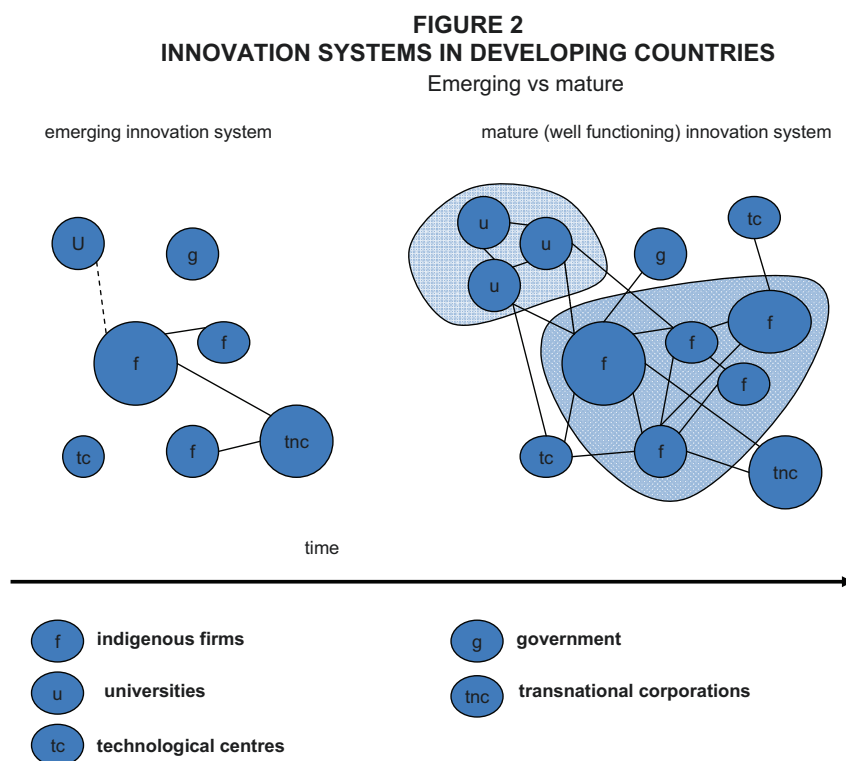 FIGURE 2
INNOVATION SYSTEMS IN DEVELOPING COUNTRIES
Emerging vs mature
emerging innovation system
mature (well functioning) innovation system
U
g
f
f
tc
f
tnc
u
u
u
g
tc
f
f
f
f
tc
f
tnc
time
f indigenous firms
g government
u universities
tnc transnational corporations
tc technological centres